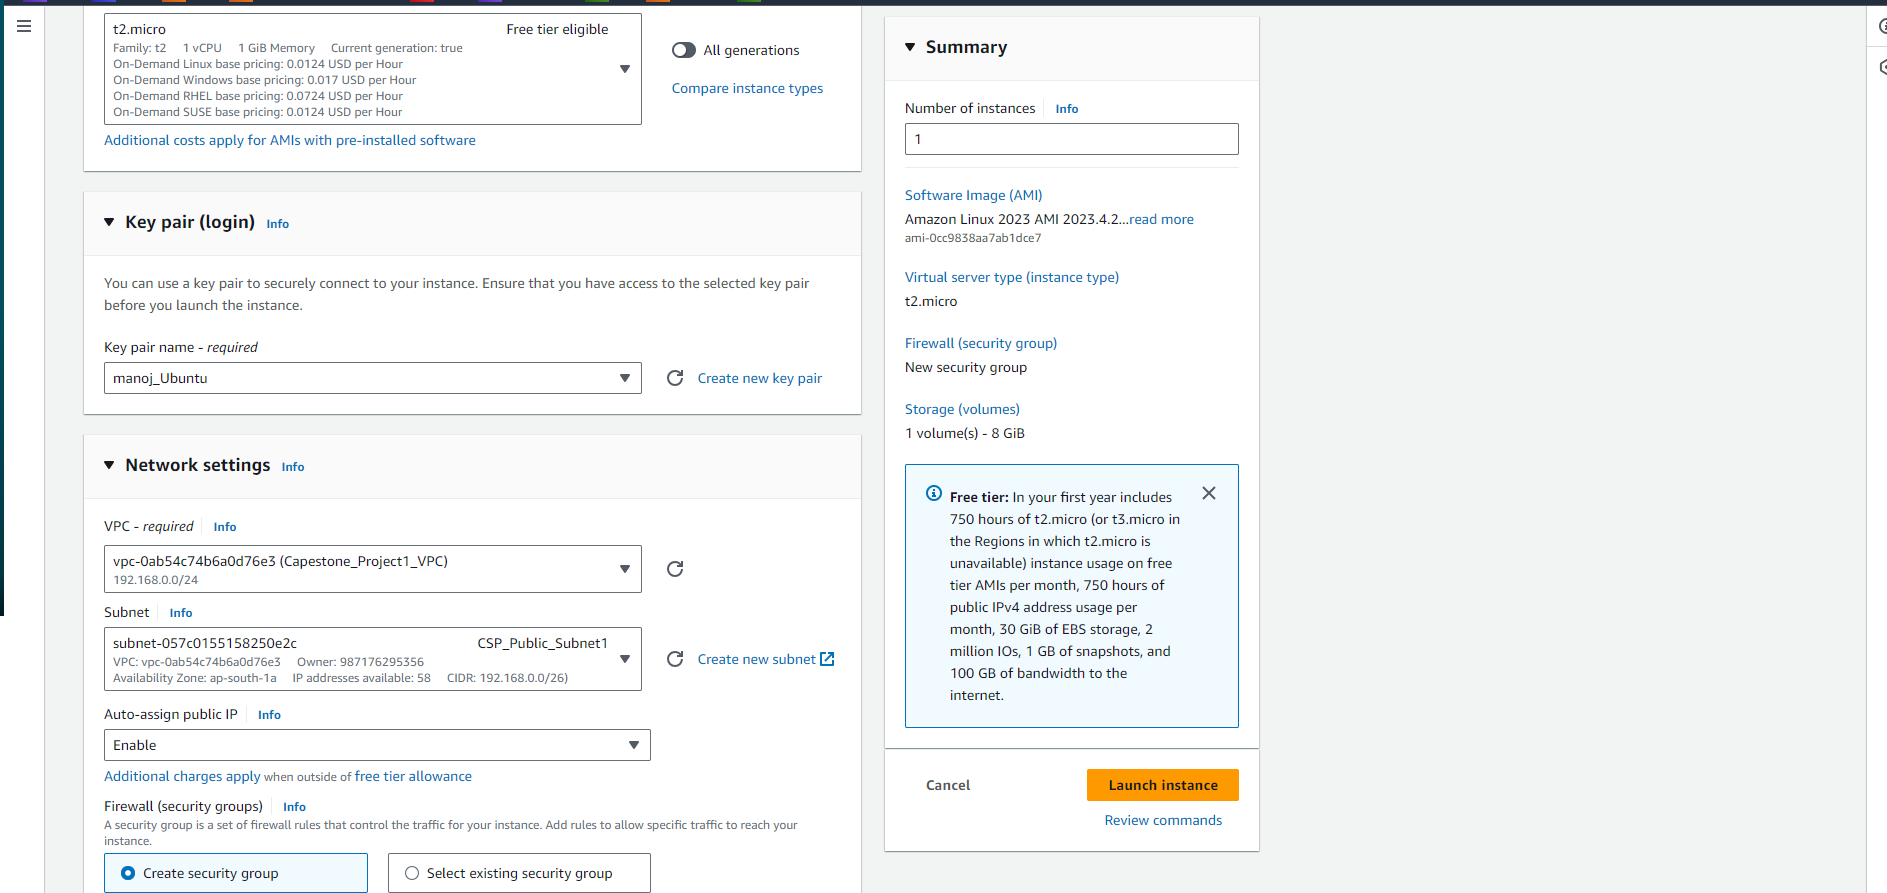 t2.micro
Free tier eligible
Family: t2 1 vCPU 1 GiB Memory Current generation: true
On-Demand Linux base pricing: 0.0124 USD per Hour
On-Demand Windows base pricing: 0.017 USD per Hour
On-Demand RHEL base pricing: 0.0724 USD per Hour
On-Demand SUSE base pricing: 0.0124 USD per Hour
All generations
Compare instance types
Additional costs apply for AMIs with pre-installed software
Key pair (login) Info
You can use a key pair to securely connect to your instance. Ensure that you have access to the selected key pair
before you launch the instance.
Key pair name - required
manoj_Ubuntu
Create new key pair
Network settings Info
VPC - required Info
vpc-0ab54c74b6a0d76e3 (Capestone_Project1_VPC)
192.168.0.0/24
Subnet Info
subnet-057c0155158250e2c CSP_Public_Subnet1
VPC: vpc-0ab54c74b6a0d76e3 Owner: 987176295356
Availability Zone: ap-south-1a IP addresses available: 58 CIDR: 192.168.0.0/26)
Create new subnet
Auto-assign public IP Info
Enable
Additional charges apply when outside of free tier allowance
Firewall (security groups) Info
A security group is a set of firewall rules that control the traffic for your instance. Add rules to allow specific traffic to reach your
instance.
Create security group
Select existing security group
Summary
Number of instances Info
1
Software Image (AMI)
Amazon Linux 2023 AMI 2023.4.2...read more
ami-0cc9838aa7ab1dce7
Virtual server type (instance type)
t2.micro
Firewall (security group)
New security group
Storage (volumes)
1 volume(s) - 8 GiB
Free tier: In your first year includes
750 hours of t2.micro (or t3.micro in
the Regions in which t2.micro is
unavailable) instance usage on free
tier AMIs per month, 750 hours of
public IPv4 address usage per
month, 30 GiB of EBS storage, 2
million IOs, 1 GB of snapshots, and
100 GB of bandwidth to the
internet.
Cancel
Launch instance
Review commands